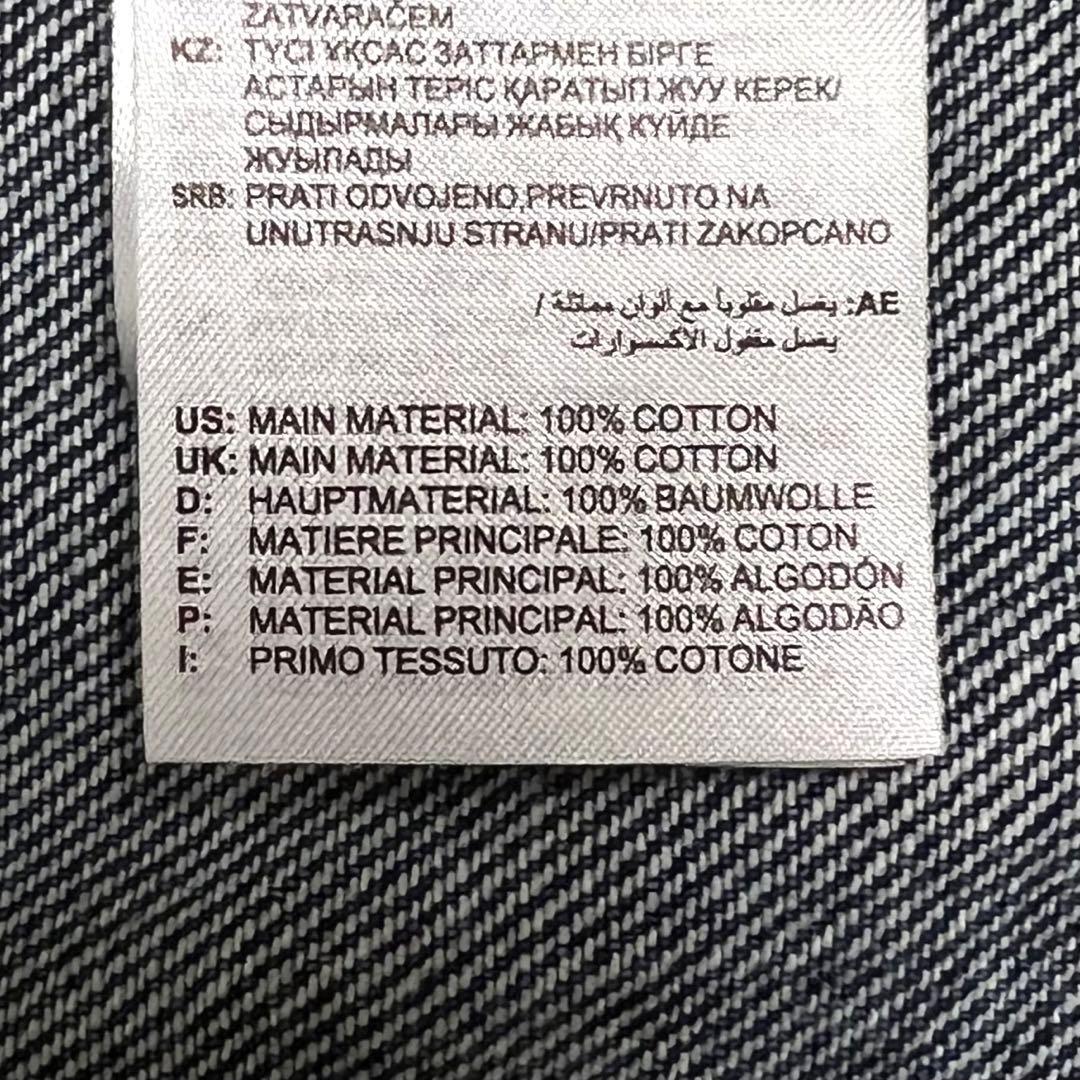 ZATVARAČEM
KZ: ТҮСІ ҰҚСАС ЗАТТАРМЕН БІРГЕ
АСТАРЫН ТЕРІС ҚАРАТЫП ЖУУ КЕРЕК/
СЫДЫРМАЛАРЫ ЖАБЫҚ КҮЙДЕ
ЖУЫЛАДЫ
SRB: PRATI ODVOJENO,PREVRNUTO NA
UNUTRASNJU STRANU/PRATI ZAKOPCANO
AE: يغسل مقلوباً مع ألوان مماثلة /
يغسل مقفول الاكسسوارات
US: MAIN MATERIAL: 100% COTTON
UK: MAIN MATERIAL: 100% COTTON
D: HAUPTMATERIAL: 100% BAUMWOLLE
F: MATIERE PRINCIPALE: 100% COTON
E: MATERIAL PRINCIPAL: 100% ALGODÓN
P: MATERIAL PRINCIPAL: 100% ALGODÃO
I: PRIMO TESSUTO: 100% COTONE